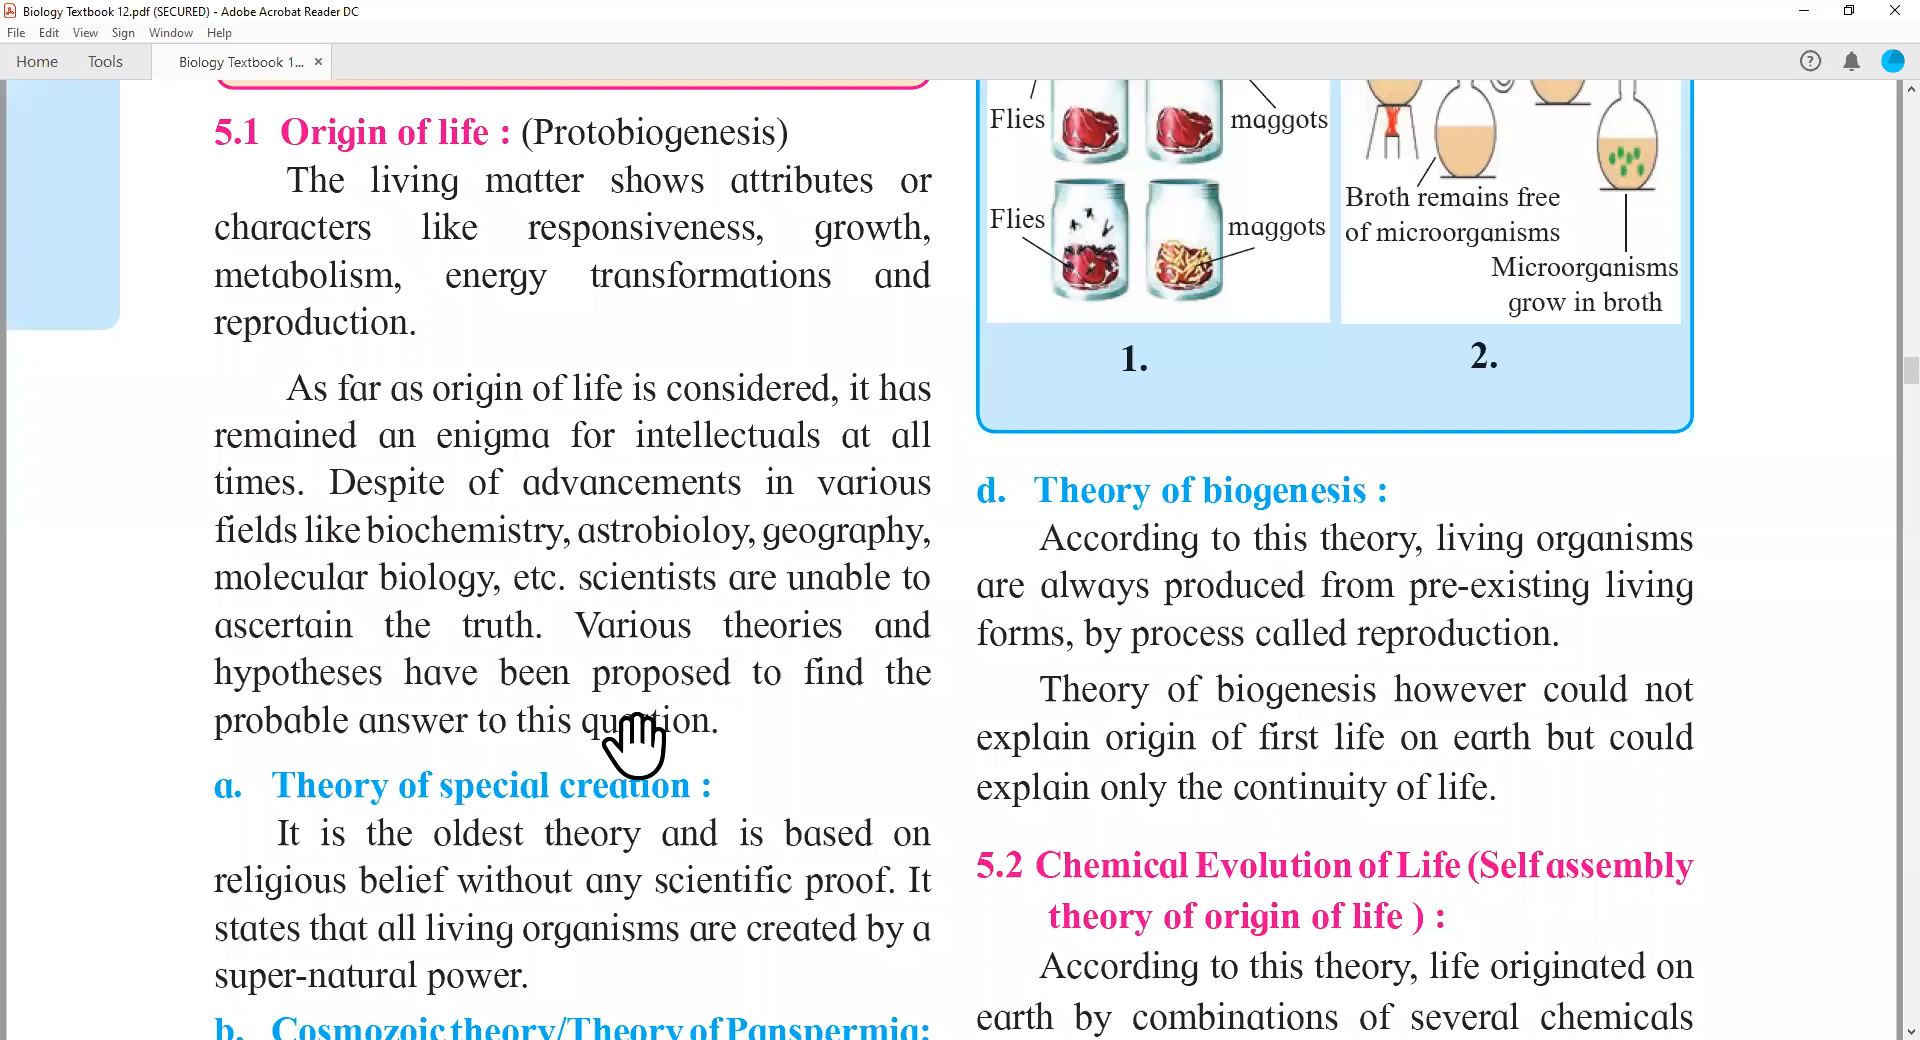 Biology Textbook 12.pdf (SECURED) - Adobe Acrobat Reader DC
File Edit View Sign Window Help
Home Tools Biology Textbook 1... ×
5.1 Origin of life : (Protobiogenesis)
The living matter shows attributes or
characters like responsiveness, growth,
metabolism, energy transformations and
reproduction.
As far as origin of life is considered, it has
remained an enigma for intellectuals at all
times. Despite of advancements in various
fields like biochemistry, astrobioloy, geography,
molecular biology, etc. scientists are unable to
ascertain the truth. Various theories and
hypotheses have been proposed to find the
probable answer to this question.
a. Theory of special creation :
It is the oldest theory and is based on
religious belief without any scientific proof. It
states that all living organisms are created by a
super-natural power.
b. Cosmozoic theory/Theory of Panspermia:
Flies
maggots
Flies
maggots
1.
Broth remains free
of microorganisms
Microorganisms
grow in broth
2.
d. Theory of biogenesis :
According to this theory, living organisms
are always produced from pre-existing living
forms, by process called reproduction.
Theory of biogenesis however could not
explain origin of first life on earth but could
explain only the continuity of life.
5.2 Chemical Evolution of Life (Self assembly
theory of origin of life ) :
According to this theory, life originated on
earth by combinations of several chemicals